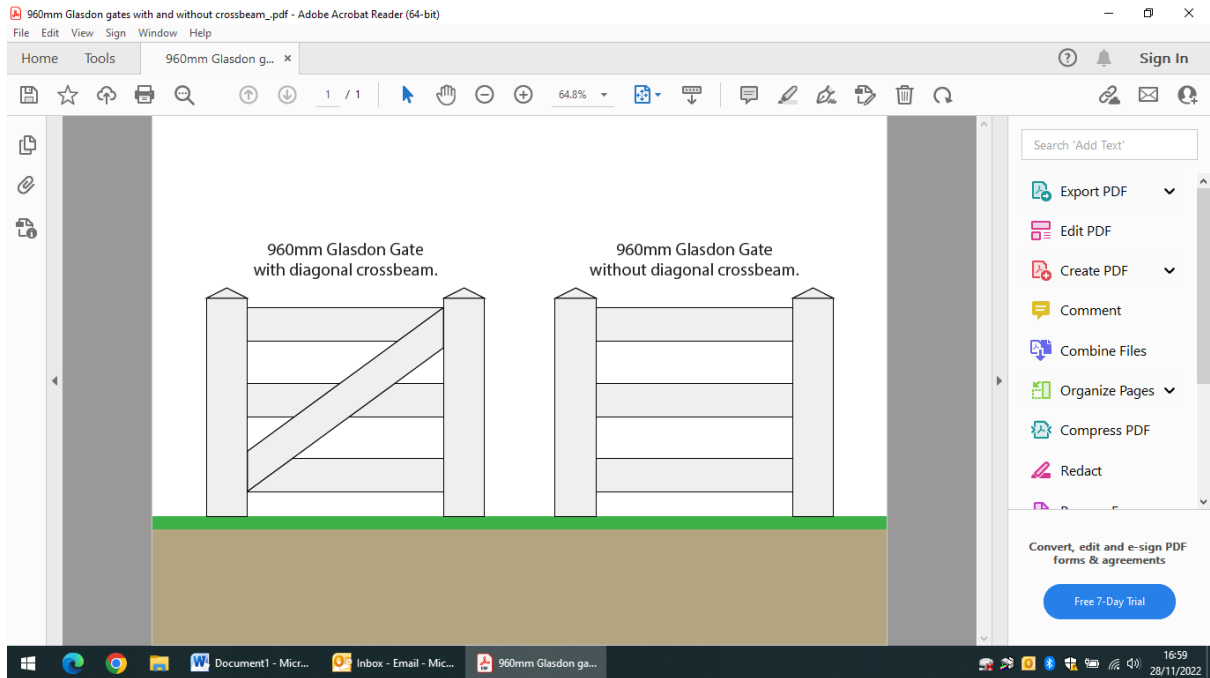 960mm Glasdon gates with and without crossbeam_.pdf - Adobe Acrobat Reader (64-bit)
File Edit View Sign Window Help
Home Tools 960mm Glasdon g... × Sign In
1 / 1 64.8%
Search 'Add Text'
Export PDF
Edit PDF
Create PDF
Comment
Combine Files
Organize Pages
Compress PDF
Redact
Convert, edit and e-sign PDF
forms & agreements
Free 7-Day Trial
960mm Glasdon Gate
with diagonal crossbeam.
960mm Glasdon Gate
without diagonal crossbeam.
Document1 - Micr... Inbox - Email - Mic... 960mm Glasdon ga...
16:59
28/11/2022